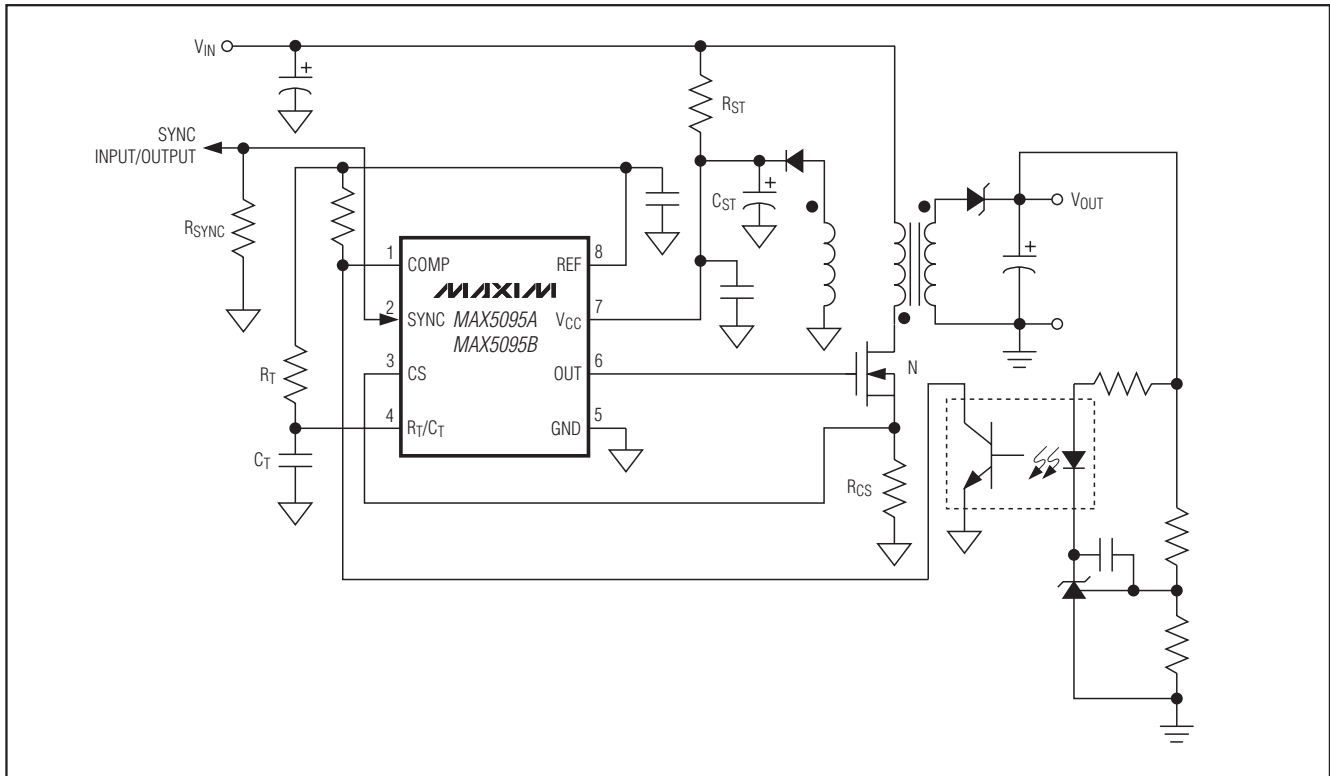 VIN
RST
SYNC
INPUT/OUTPUT
RSYNC
CST
VOUT
1
COMP
REF
8
MAXIM
2
SYNC
MAX5095A
MAX5095B
VCC
7
3
CS
OUT
6
N
RT
4
RT/CT
GND
5
CT
RCS
+
+
+